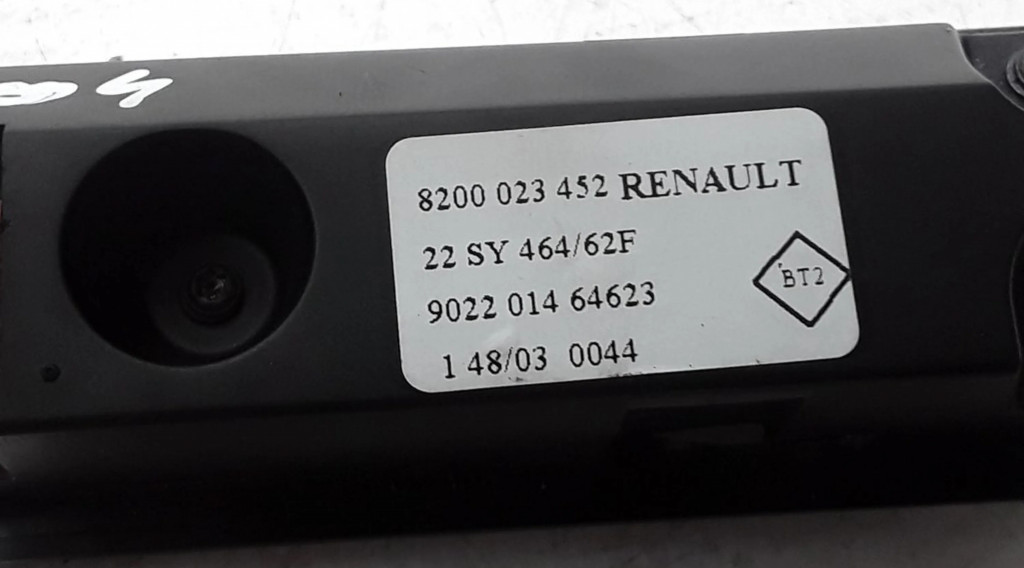 8200 023 452 RENAULT
22 SY 464/62F
BT2
9022 014 64623
1 48/03 0044